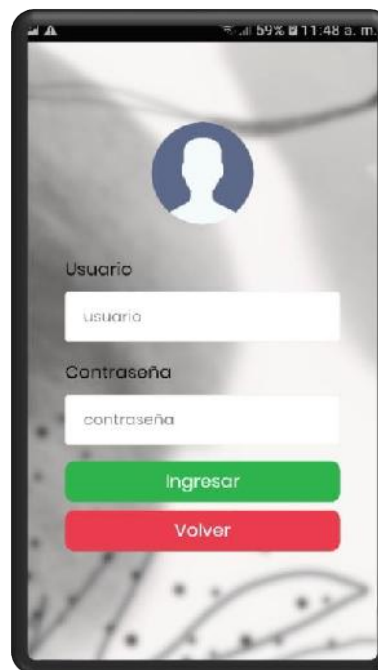 59% 11:48 a. m.
Usuario
usuario
Contraseña
contraseña
Ingresar
Volver